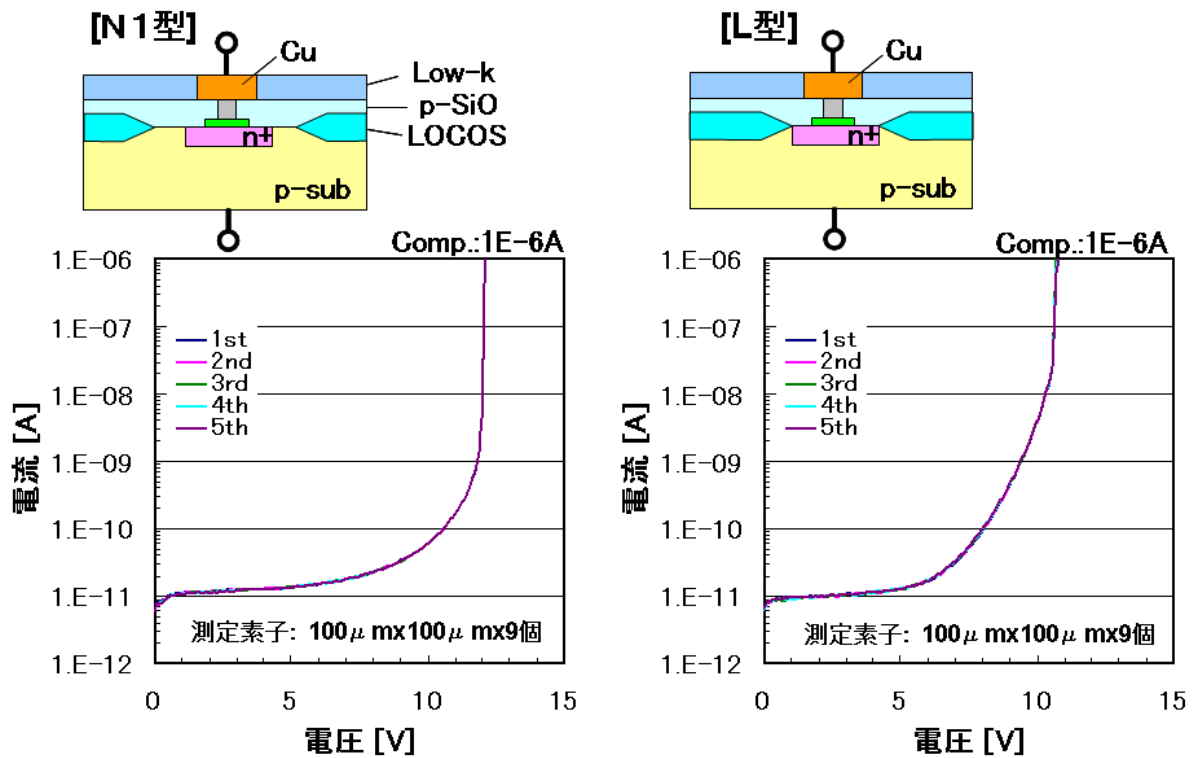 [N1型]
Cu
Low-k
p-SiO
LOCOS
n+
p-sub
[L型]
Cu
n+
p-sub
Comp.:1E-6A
1.E-06
1.E-07
1.E-08
1.E-09
1.E-10
1.E-11
1.E-12
電流 [A]
1st
2nd
3rd
4th
5th
測定素子: 100μmx100μmx9個
0 5 10 15
電圧 [V]
Comp.:1E-6A
1.E-06
1.E-07
1.E-08
1.E-09
1.E-10
1.E-11
1.E-12
電流 [A]
1st
2nd
3rd
4th
5th
測定素子: 100μmx100μmx9個
0 5 10 15
電圧 [V]